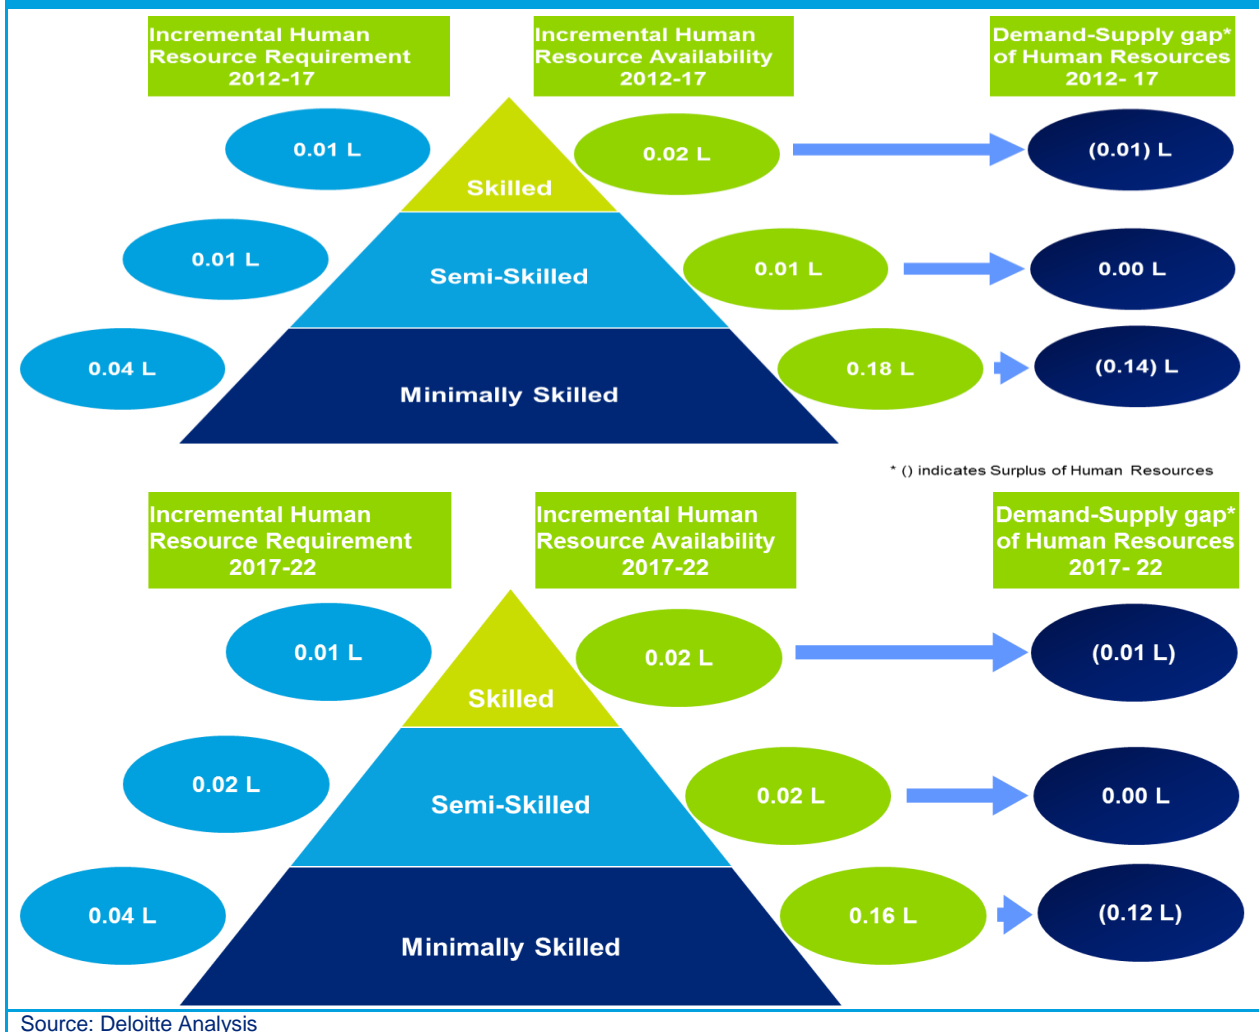 Incremental Human
Resource Requirement
2012-17
Incremental Human
Resource Availability
2012-17
Demand-Supply gap*
of Human Resources
2012- 17
0.01 L
Skilled
0.02 L
(0.01) L
0.01 L
Semi-Skilled
0.01 L
0.00 L
0.04 L
Minimally Skilled
0.18 L
(0.14) L
* () indicates Surplus of Human Resources
Incremental Human
Resource Requirement
2017-22
Incremental Human
Resource Availability
2017-22
Demand-Supply gap*
of Human Resources
2017- 22
0.01 L
Skilled
0.02 L
(0.01 L)
0.02 L
Semi-Skilled
0.02 L
0.00 L
0.04 L
Minimally Skilled
0.16 L
(0.12 L)
Source: Deloitte Analysis